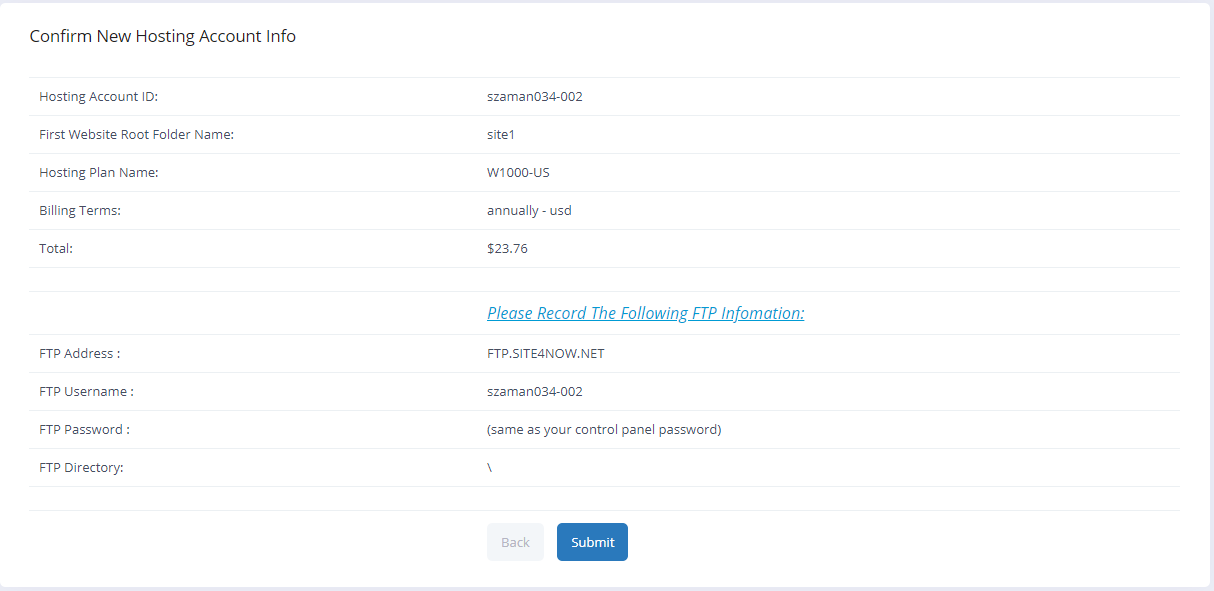 Confirm New Hosting Account Info
Hosting Account ID: szaman034-002
First Website Root Folder Name: site1
Hosting Plan Name: W1000-US
Billing Terms: annually - usd
Total: $23.76
Please Record The Following FTP Infomation:
FTP Address : FTP.SITE4NOW.NET
FTP Username : szaman034-002
FTP Password : (same as your control panel password)
FTP Directory: \
Back Submit